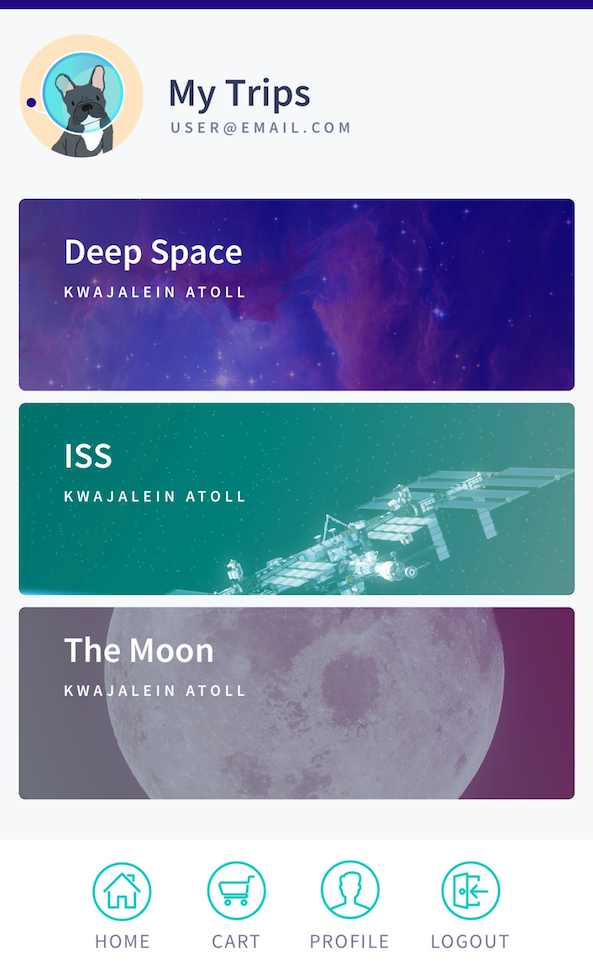 My Trips
USER@EMAIL.COM
Deep Space
KWAJALEIN ATOLL
ISS
KWAJALEIN ATOLL
The Moon
KWAJALEIN ATOLL
HOME CART PROFILE LOGOUT